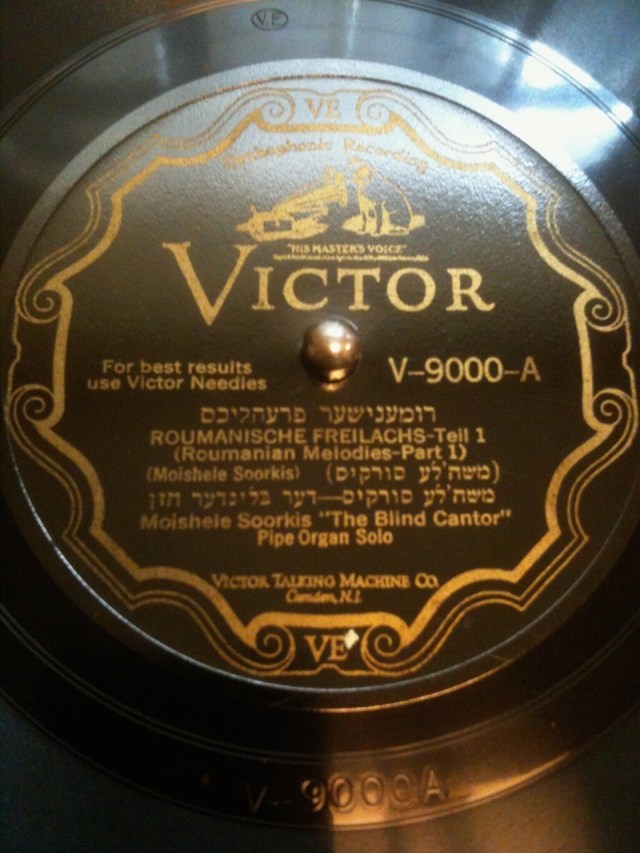 VE
VE
Orthophonic Recording
"HIS MASTER'S VOICE"
VICTOR
For best results
use Victor Needles
V-9000-A
רומענישער פרעהליכס
ROUMANISCHE FREILACHS-Teil 1
(Roumanian Melodies-Part 1)
(Moishele Soorkis) (משה'לע סורקיס)
משה'לע סורקיס—דער בלינדער חזן
Moishele Soorkis "The Blind Cantor"
Pipe Organ Solo
VICTOR TALKING MACHINE CO.
Camden, N.J.
VE
V-9000A